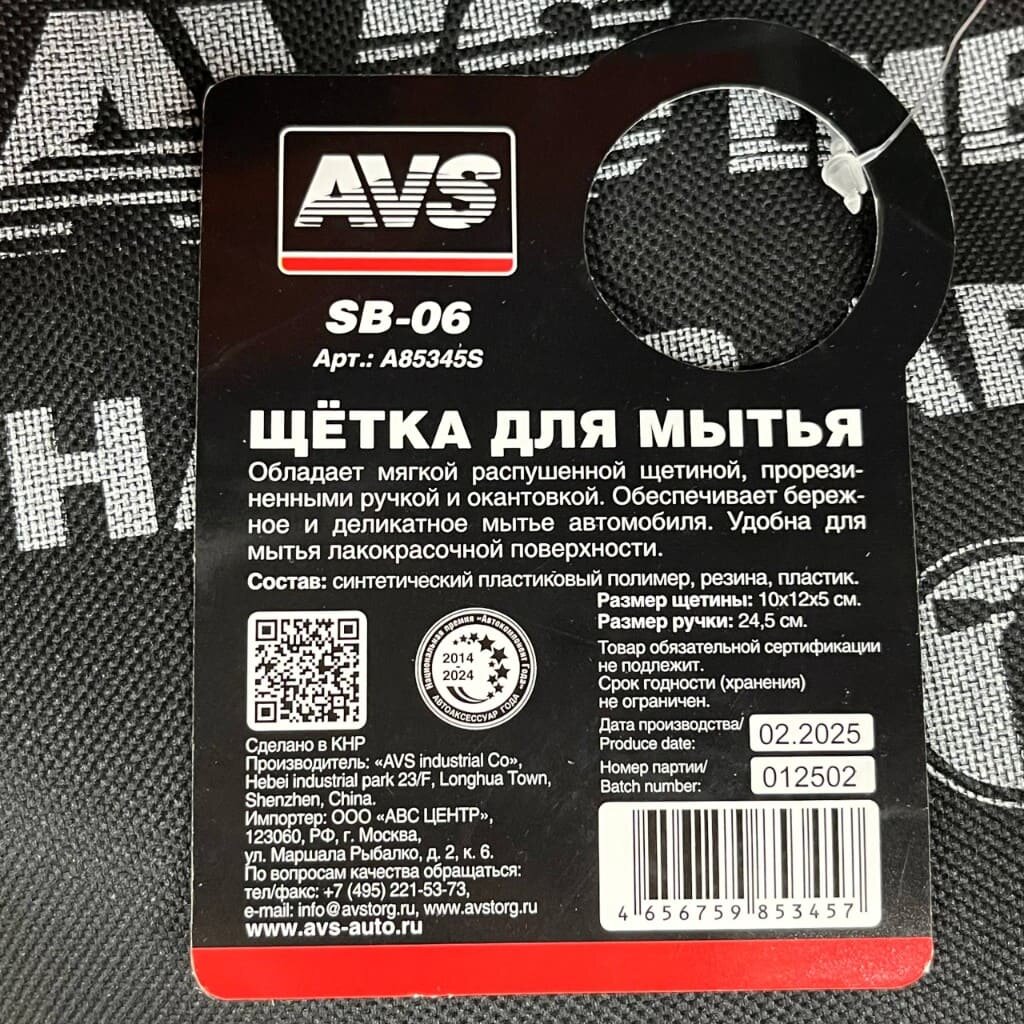 AVS
SB-06
Арт.: A85345S
ЩЁТКА ДЛЯ МЫТЬЯ
Обладает мягкой распушенной щетиной, прорези-
ненными ручкой и окантовкой. Обеспечивает береж-
ное и деликатное мытье автомобиля. Удобна для
мытья лакокрасочной поверхности.
Состав: синтетический пластиковый полимер, резина, пластик.
Размер щетины: 10х12х5 см.
Размер ручки: 24,5 см.
Товар обязательной сертификации
не подлежит.
Срок годности (хранения)
не ограничен.
Национальная премия «Автокомпонент Года»
2014
-
2024
АВТОАКСЕССУАР ГОДА
Дата производства/
Produce date:
02.2025
Номер партии/
Batch number:
012502
Сделано в КНР
Производитель: «AVS industrial Co»,
Hebei industrial park 23/F, Longhua Town,
Shenzhen, China.
Импортер: ООО «АВС ЦЕНТР»,
123060, РФ, г. Москва,
ул. Маршала Рыбалко, д. 2, к. 6.
По вопросам качества обращаться:
тел/факс: +7 (495) 221-53-73,
e-mail: info@avstorg.ru, www.avstorg.ru
www.avs-auto.ru
4 656759 853457